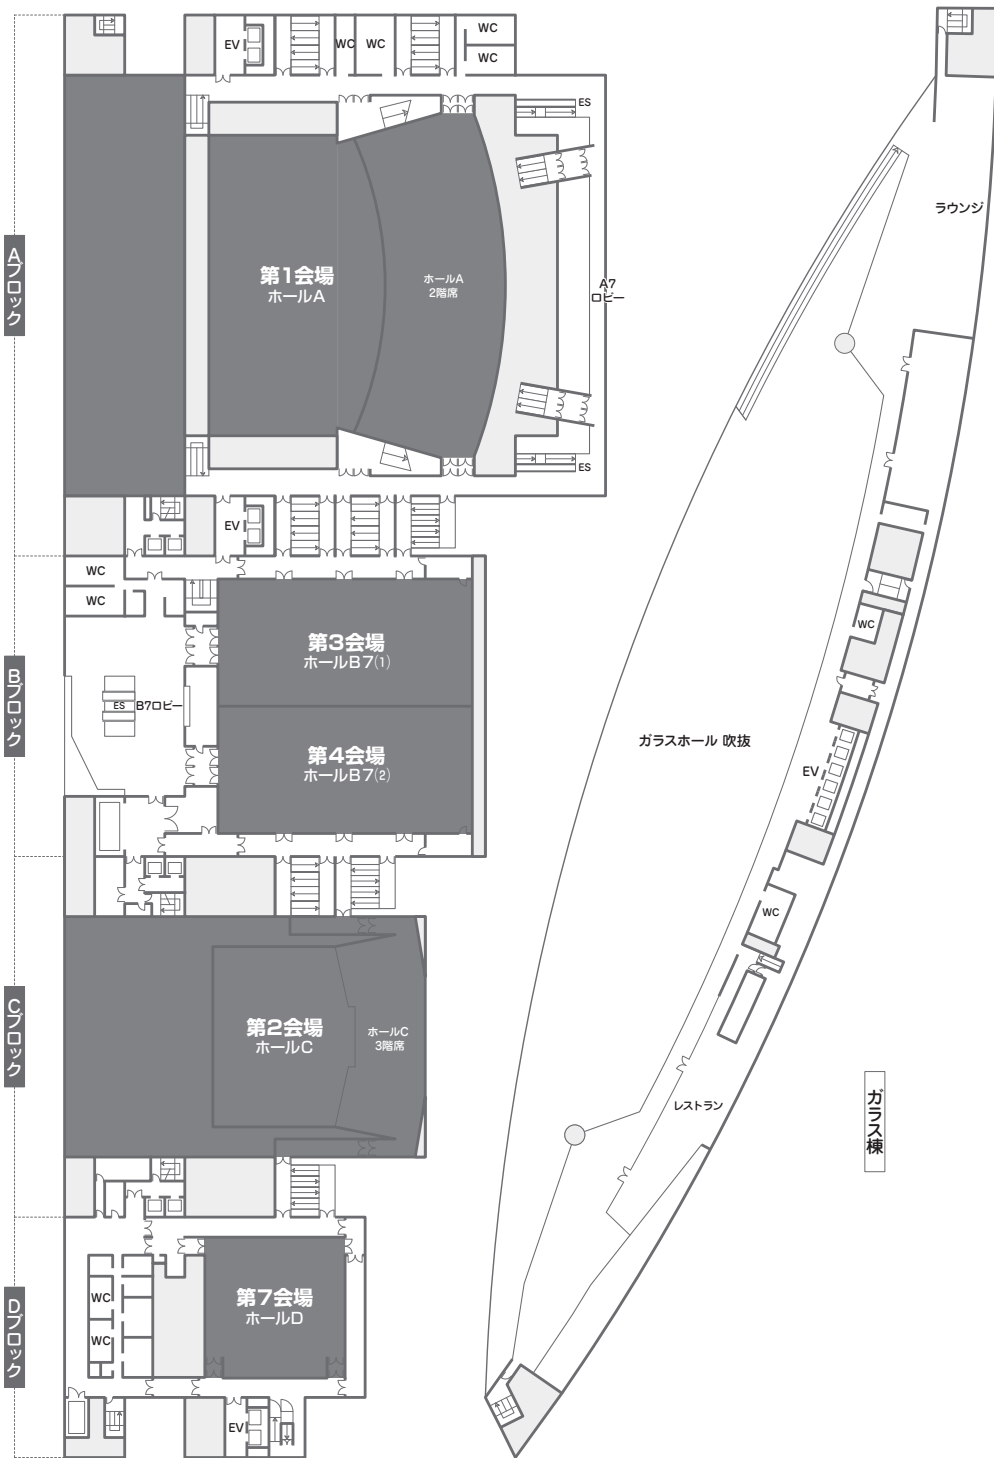 EV
WC
WC
WC
WC
ES
ラウンジ
Aブロック
第1会場
ホールA
ホールA
2階席
A7
ロビー
ES
EV
WC
WC
第3会場
ホールB7(1)
Bブロック
ES
B7ロビー
第4会場
ホールB7(2)
WC
ガラスホール 吹抜
EV
WC
Cブロック
第2会場
ホールC
ホールC
3階席
レストラン
ガラス棟
Dブロック
WC
WC
第7会場
ホールD
EV